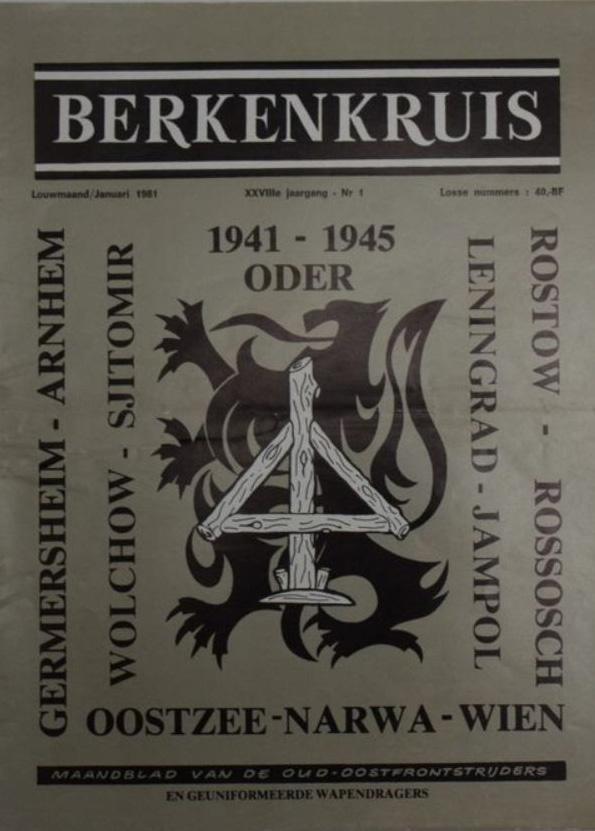 BERKENKRUIS
Louwmaand/Januari 1981 XXVIIIe jaargang - Nr 1 Losse nummers : 40,-BF
1941 - 1945
ODER
GERMERSHEIM - ARNHEM
WOLCHOW - SJITOMIR
LENINGRAD - JAMPOL
ROSTOW - ROSSOSCH
OOSTZEE - NARWA - WIEN
MAANDBLAD VAN DE OUD-OOSTFRONTSTRIJDERS
EN GEUNIFORMEERDE WAPENDRAGERS